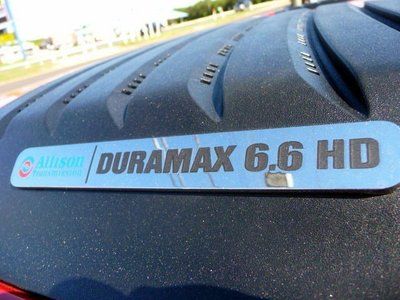 Allison DURAMAX 6.6 HD
Transmission